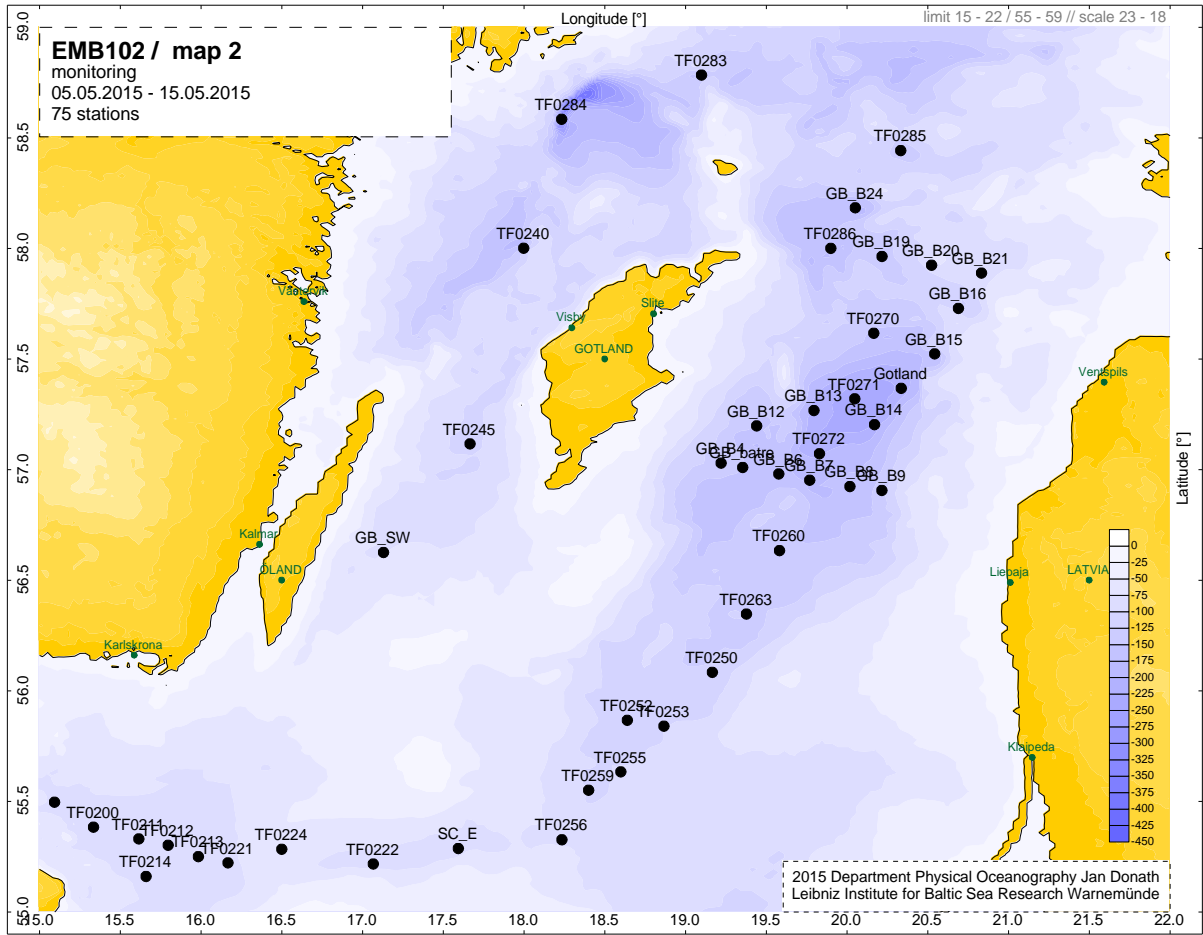 Longitude [°]
limit 15 - 22 / 55 - 59 // scale 23 - 18
EMB102 / map 2
monitoring
05.05.2015 - 15.05.2015
75 stations
TF0283
TF0284
TF0285
GB_B24
TF0240
TF0286
GB_B19
GB_B20
GB_B21
Västervik
GB_B16
Slite
Visby
TF0270
GOTLAND
GB_B15
Ventspils
Gotland
TF0271
GB_B13
GB_B12
GB_B14
TF0245
TF0272
GB_B4
GB_batre
GB_B6
GB_B7
GB_B8
GB_B9
Latitude [°]
Kalmar
GB_SW
TF0260
ÖLAND
Liepaja
LATVIA
TF0263
Karlskrona
TF0250
TF0252
TF0253
Klaipeda
TF0255
TF0259
TF0200
TF0211
TF0212
TF0213
TF0221
TF0214
TF0224
TF0222
SC_E
TF0256
0
-25
-50
-75
-100
-125
-150
-175
-200
-225
-250
-275
-300
-325
-350
-375
-400
-425
-450
2015 Department Physical Oceanography Jan Donath
Leibniz Institute for Baltic Sea Research Warnemünde
59.0
58.5
58.0
57.5
57.0
56.5
56.0
55.5
55.0
15.0 15.5 16.0 16.5 17.0 17.5 18.0 18.5 19.0 19.5 20.0 20.5 21.0 21.5 22.0